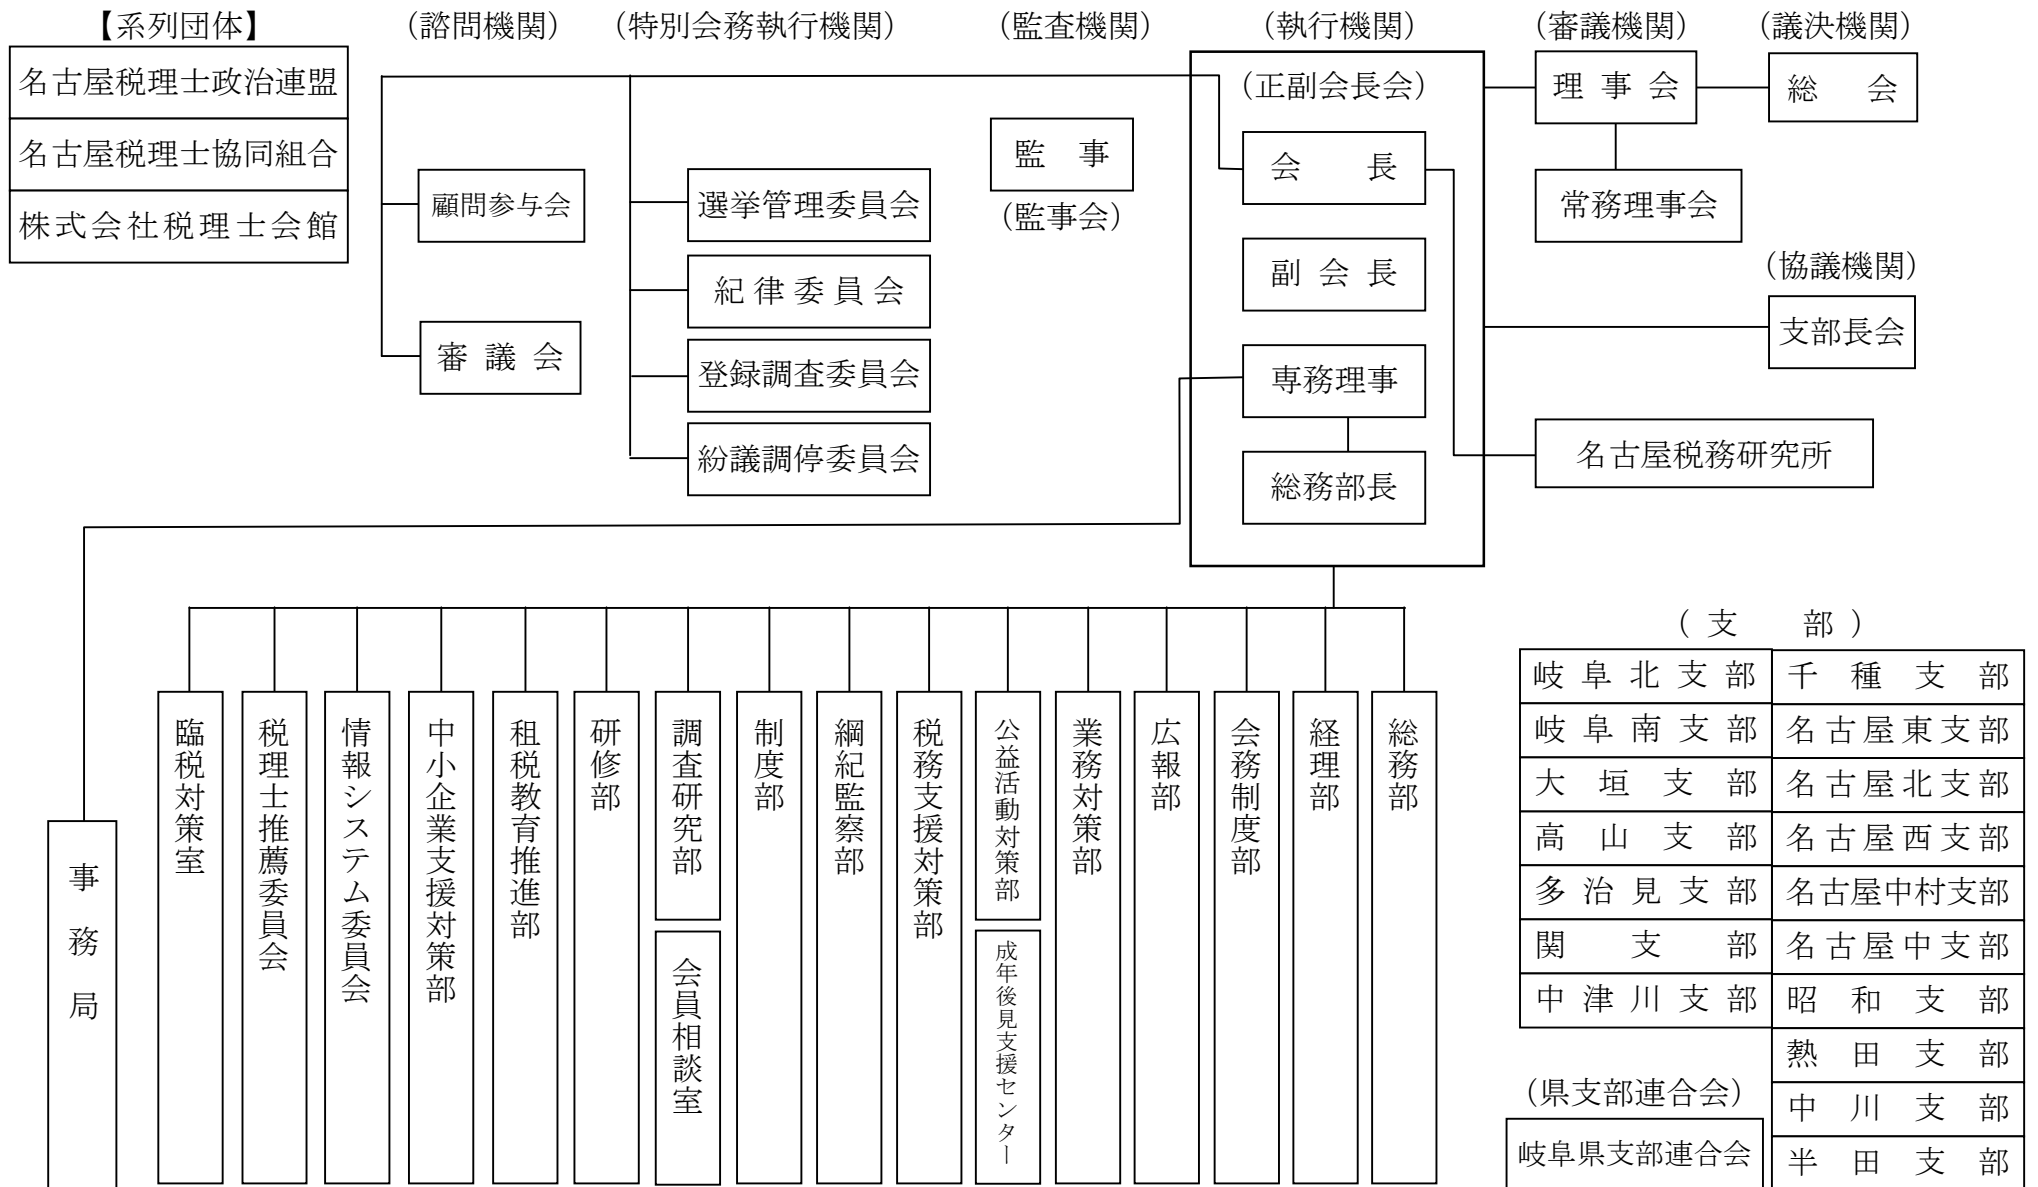 【系列団体】
(諮問機関)
(特別会務執行機関)
(監査機関)
(執行機関)
(審議機関)
(議決機関)
名古屋税理士政治連盟
名古屋税理士協同組合
株式会社税理士会館
顧問参与会
審議会
選挙管理委員会
紀律委員会
登録調査委員会
紛議調停委員会
監事
(監事会)
(正副会長会)
会長
副会長
専務理事
総務部長
理事会
常務理事会
総会
(協議機関)
支部長会
名古屋税務研究所
事務局
臨税対策室
税理士推薦委員会
情報システム委員会
中小企業支援対策部
租税教育推進部
研修部
調査研究部
会員相談室
制度部
綱紀監察部
税務支援対策部
公益活動対策部
成年後見支援センター
業務対策部
広報部
会務制度部
経理部
総務部
(支部)
岐阜北支部
岐阜南支部
大垣支部
高山支部
多治見支部
関支部
中津川支部
千種支部
名古屋東支部
名古屋北支部
名古屋西支部
名古屋中村支部
名古屋中支部
昭和支部
熱田支部
中川支部
半田支部
(県支部連合会)
岐阜県支部連合会